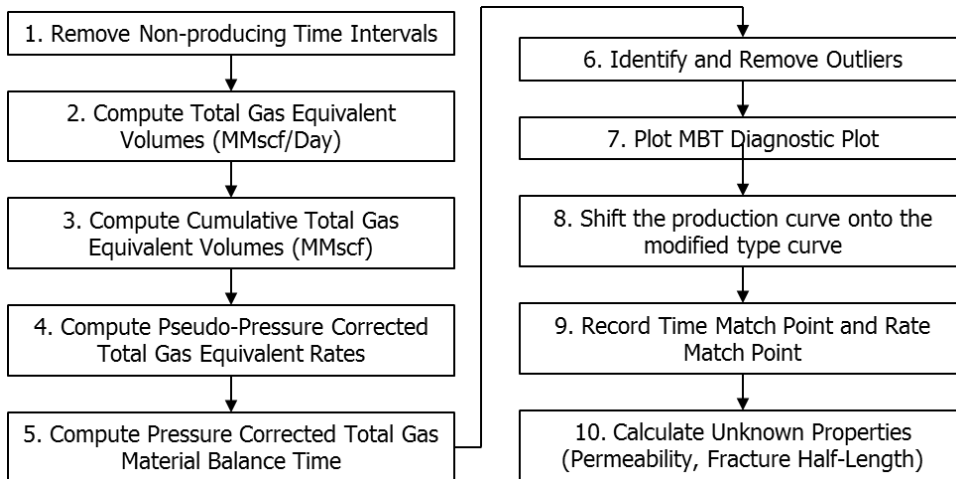 1. Remove Non-producing Time Intervals
2. Compute Total Gas Equivalent
Volumes (MMscf/Day)
3. Compute Cumulative Total Gas
Equivalent Volumes (MMscf)
4. Compute Pseudo-Pressure Corrected
Total Gas Equivalent Rates
5. Compute Pressure Corrected Total Gas
Material Balance Time
6. Identify and Remove Outliers
7. Plot MBT Diagnostic Plot
8. Shift the production curve onto the
modified type curve
9. Record Time Match Point and Rate
Match Point
10. Calculate Unknown Properties
(Permeability, Fracture Half-Length)